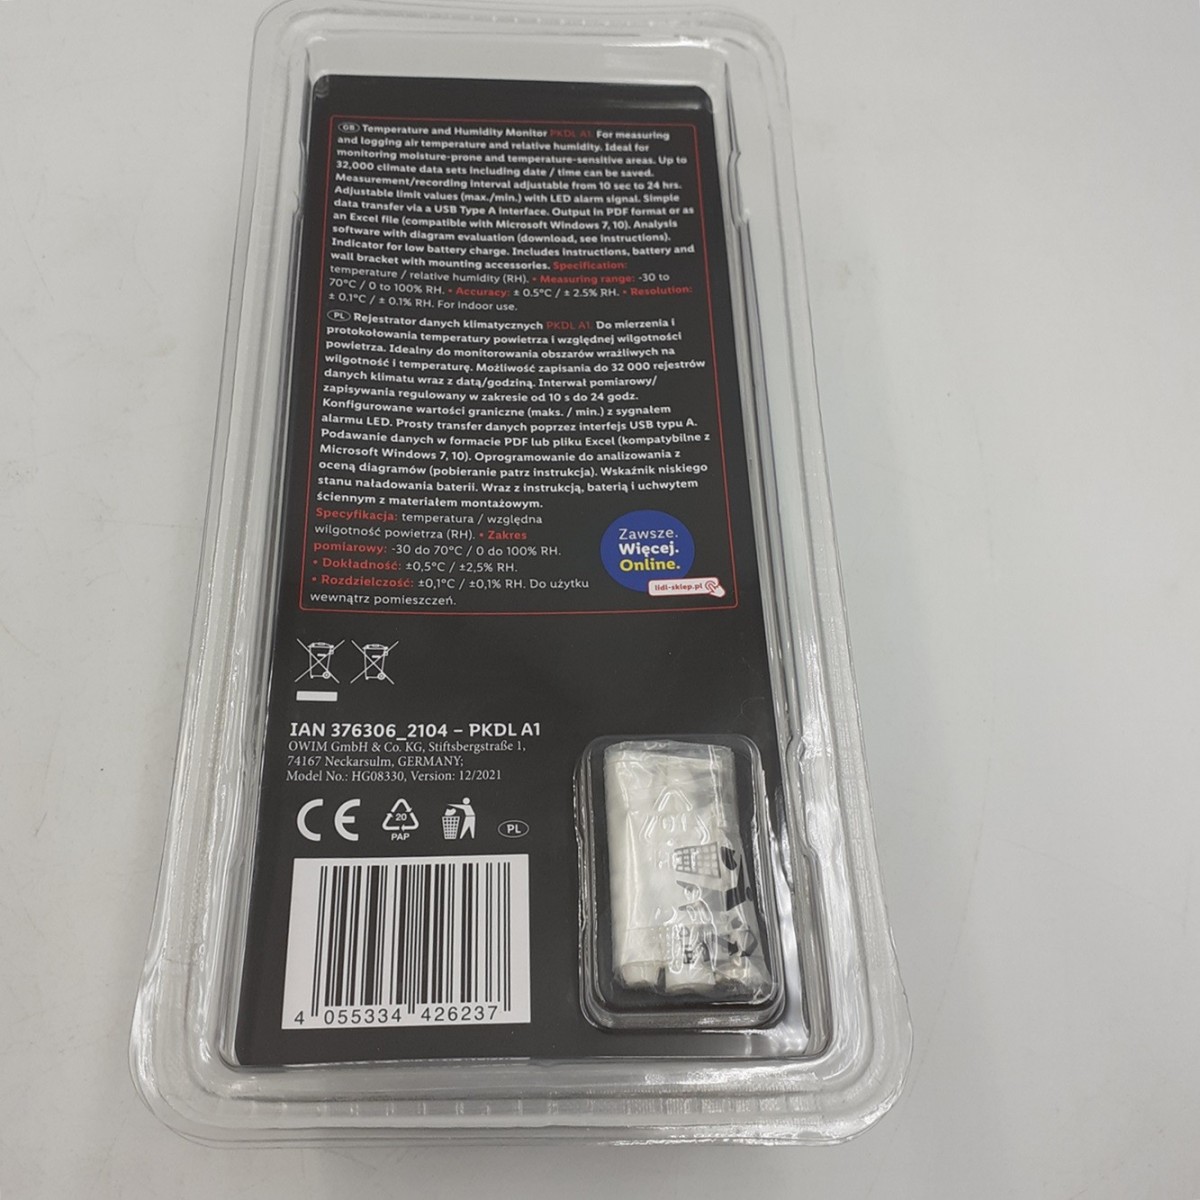 GB Temperature and Humidity Monitor PKDL A1. For measuring
and logging air temperature and relative humidity. Ideal for
monitoring moisture-prone and temperature-sensitive areas. Up to
32,000 climate data sets including date / time can be saved.
Measurement/recording interval adjustable from 10 sec to 24 hrs.
Adjustable limit values (max./min.) with LED alarm signal. Simple
data transfer via a USB Type A interface. Output in PDF format or as
an Excel file (compatible with Microsoft Windows 7, 10). Analysis
software with diagram evaluation (download, see instructions).
Indicator for low battery charge. Includes instructions, battery and
wall bracket with mounting accessories. Specification:
temperature / relative humidity (RH). • Measuring range: -30 to
70°C / 0 to 100% RH. • Accuracy: ± 0.5°C / ± 2.5% RH. • Resolution:
± 0.1°C / ± 0.1% RH. For indoor use.
PL Rejestrator danych klimatycznych PKDL A1. Do mierzenia i
protokołowania temperatury powietrza i względnej wilgotności
powietrza. Idealny do monitorowania obszarów wrażliwych na
wilgotność i temperaturę. Możliwość zapisania do 32 000 rejestrów
danych klimatu wraz z datą/godziną. Interwał pomiarowy/
zapisywania regulowany w zakresie od 10 s do 24 godz.
Konfigurowane wartości graniczne (maks. / min.) z sygnałem
alarmu LED. Prosty transfer danych poprzez interfejs USB typu A.
Podawanie danych w formacie PDF lub pliku Excel (kompatybilne z
Microsoft Windows 7, 10). Oprogramowanie do analizowania z
oceną diagramów (pobieranie patrz instrukcja). Wskaźnik niskiego
stanu naładowania baterii. Wraz z instrukcją, baterią i uchwytem
ściennym z materiałem montażowym.
Specyfikacja: temperatura / względna
wilgotność powietrza (RH). • Zakres
pomiarowy: -30 do 70°C / 0 do 100% RH.
• Dokładność: ±0,5°C / ±2,5% RH.
• Rozdzielczość: ±0,1°C / ±0,1% RH. Do użytku
wewnątrz pomieszczeń.
Zawsze.
Więcej.
Online.
lidl-sklep.pl
IAN 376306_2104 – PKDL A1
OWIM GmbH & Co. KG, Stiftsbergstraße 1,
74167 Neckarsulm, GERMANY;
Model No.: HG08330, Version: 12/2021
CE
20
PAP
PL
4 055334 426237